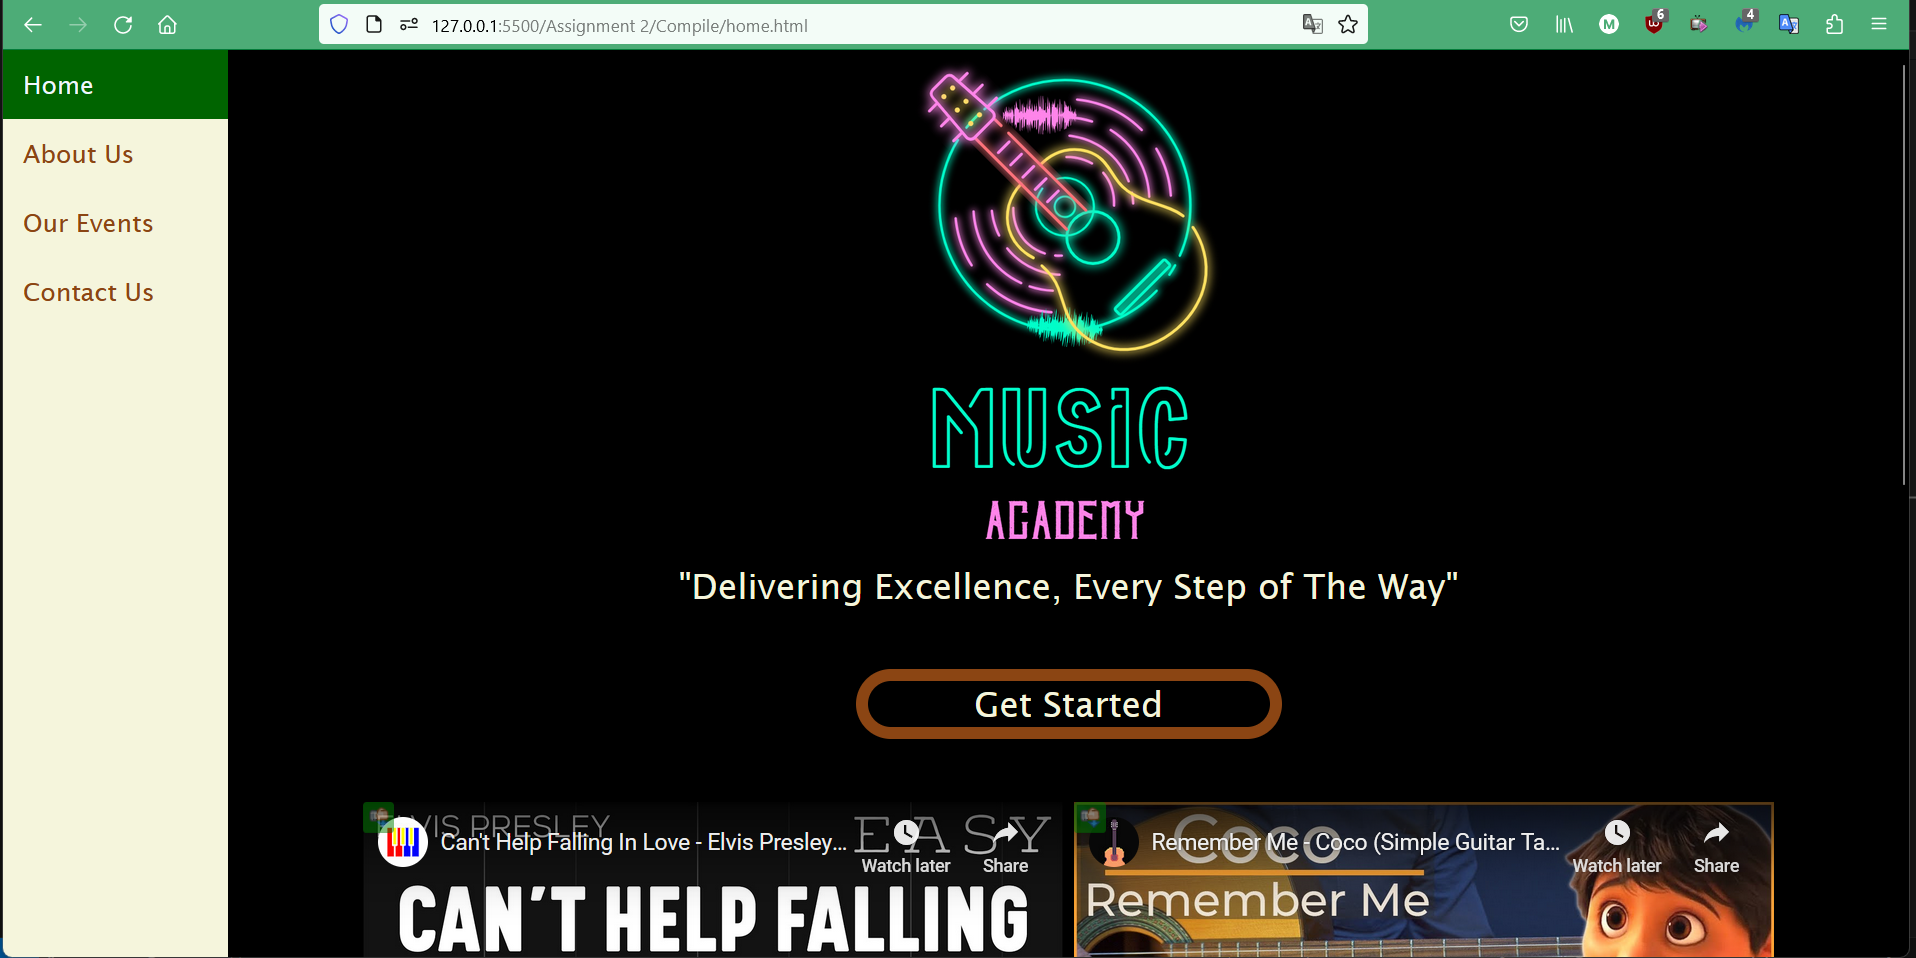 127.0.0.1:5500/Assignment 2/Compile/home.html
M
6
4
Home
About Us
Our Events
Contact Us
MUSiC
ACADEMY
"Delivering Excellence, Every Step of The Way"
Get Started
ELVIS PRESLEY
EASY
Can't Help Falling In Love - Elvis Presley...
Watch later
Share
CAN'T HELP FALLING
Coco
Remember Me - Coco (Simple Guitar Ta...
Watch later
Share
Remember Me